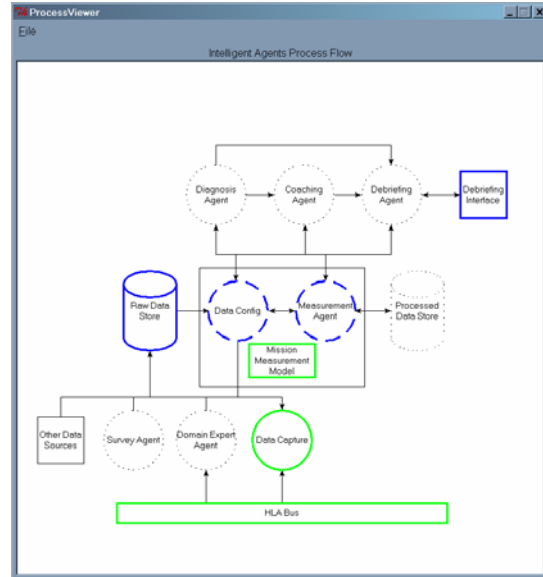 ProcessViewer
File
Intelligent Agents Process Flow
Diagnosis
Agent
Coaching
Agent
Debriefing
Agent
Debriefing
Interface
Raw Data
Store
Data Config
Measurement
Agent
Processed
Data Store
Mission
Measurement
Model
Other Data
Sources
Survey Agent
Domain Expert
Agent
Data Capture
HLA Bus